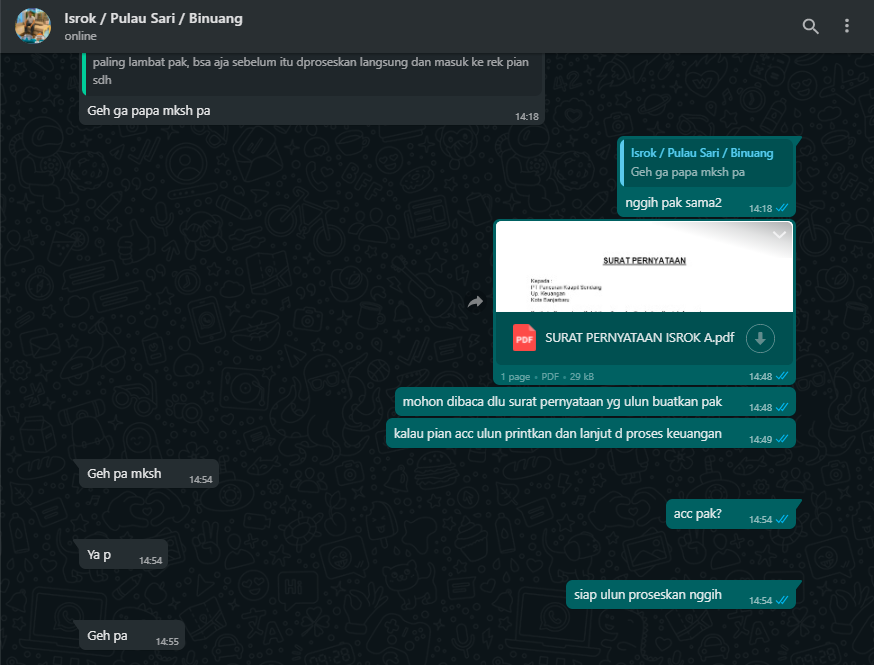 Isrok / Pulau Sari / Binuang
online
paling lambat pak, bsa aja sebelum itu dproseskan langsung dan masuk ke rek pian
sdh
Geh ga papa mksh pa
14:18
Isrok / Pulau Sari / Binuang
Geh ga papa mksh pa
nggih pak sama2
14:18
SURAT PERNYATAAN
Kepada :
Up. Keuangan
Kota Banjarbaru
PDF
SURAT PERNYATAAN ISROK A.pdf
1 page • PDF • 29 kB
14:48
mohon dibaca dlu surat pernyataan yg ulun buatkan pak
14:48
kalau pian acc ulun printkan dan lanjut d proses keuangan
14:49
Geh pa mksh
14:54
acc pak?
14:54
Ya p
14:54
siap ulun proseskan nggih
14:54
Geh pa
14:55